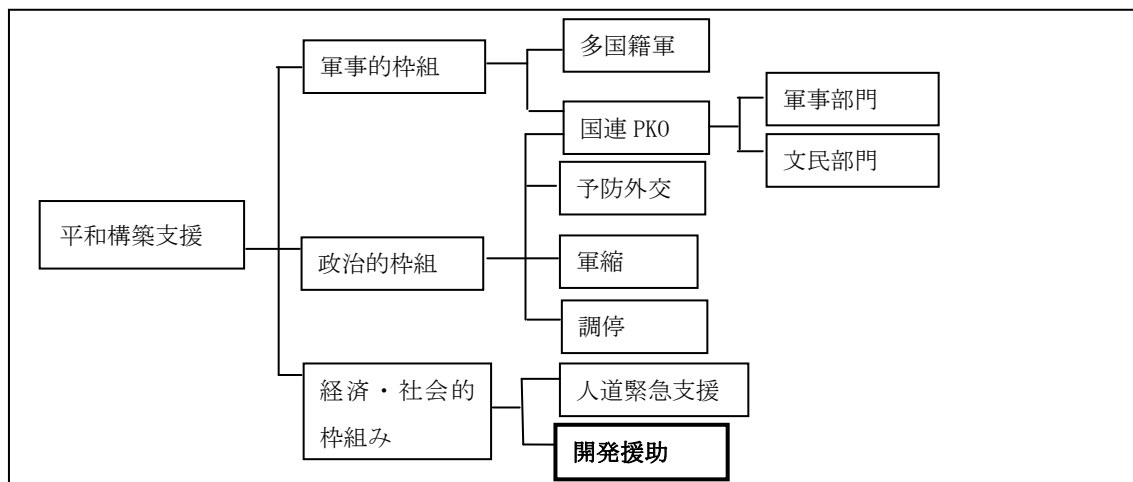 多国籍軍
軍事的枠組
軍事部門
国連 PKO
文民部門
予防外交
平和構築支援
政治的枠組
軍縮
調停
経済・社会的
枠組み
人道緊急支援
開発援助